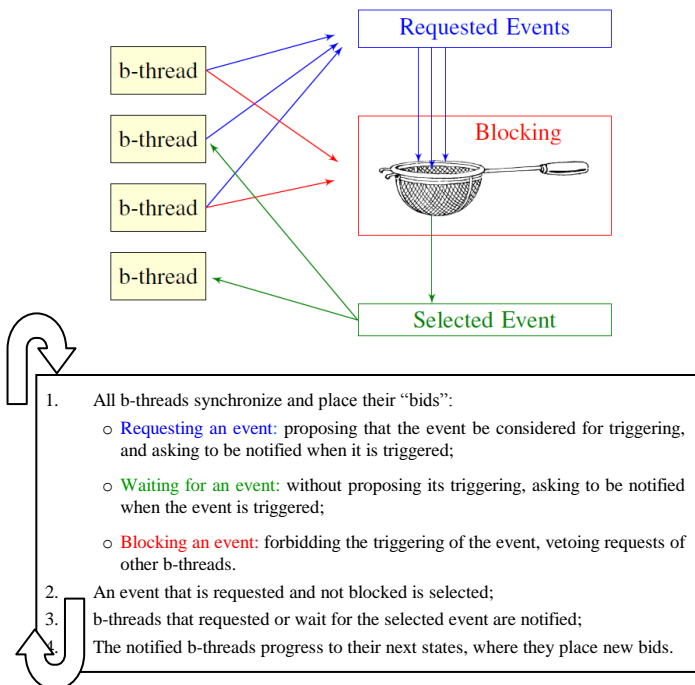 Requested Events
b-thread
Blocking
b-thread
b-thread
b-thread
Selected Event
1. All b-threads synchronize and place their “bids”:
o Requesting an event: proposing that the event be considered for triggering,
and asking to be notified when it is triggered;
o Waiting for an event: without proposing its triggering, asking to be notified
when the event is triggered;
o Blocking an event: forbidding the triggering of the event, vetoing requests of
other b-threads.
2. An event that is requested and not blocked is selected;
3. b-threads that requested or wait for the selected event are notified;
4. The notified b-threads progress to their next states, where they place new bids.